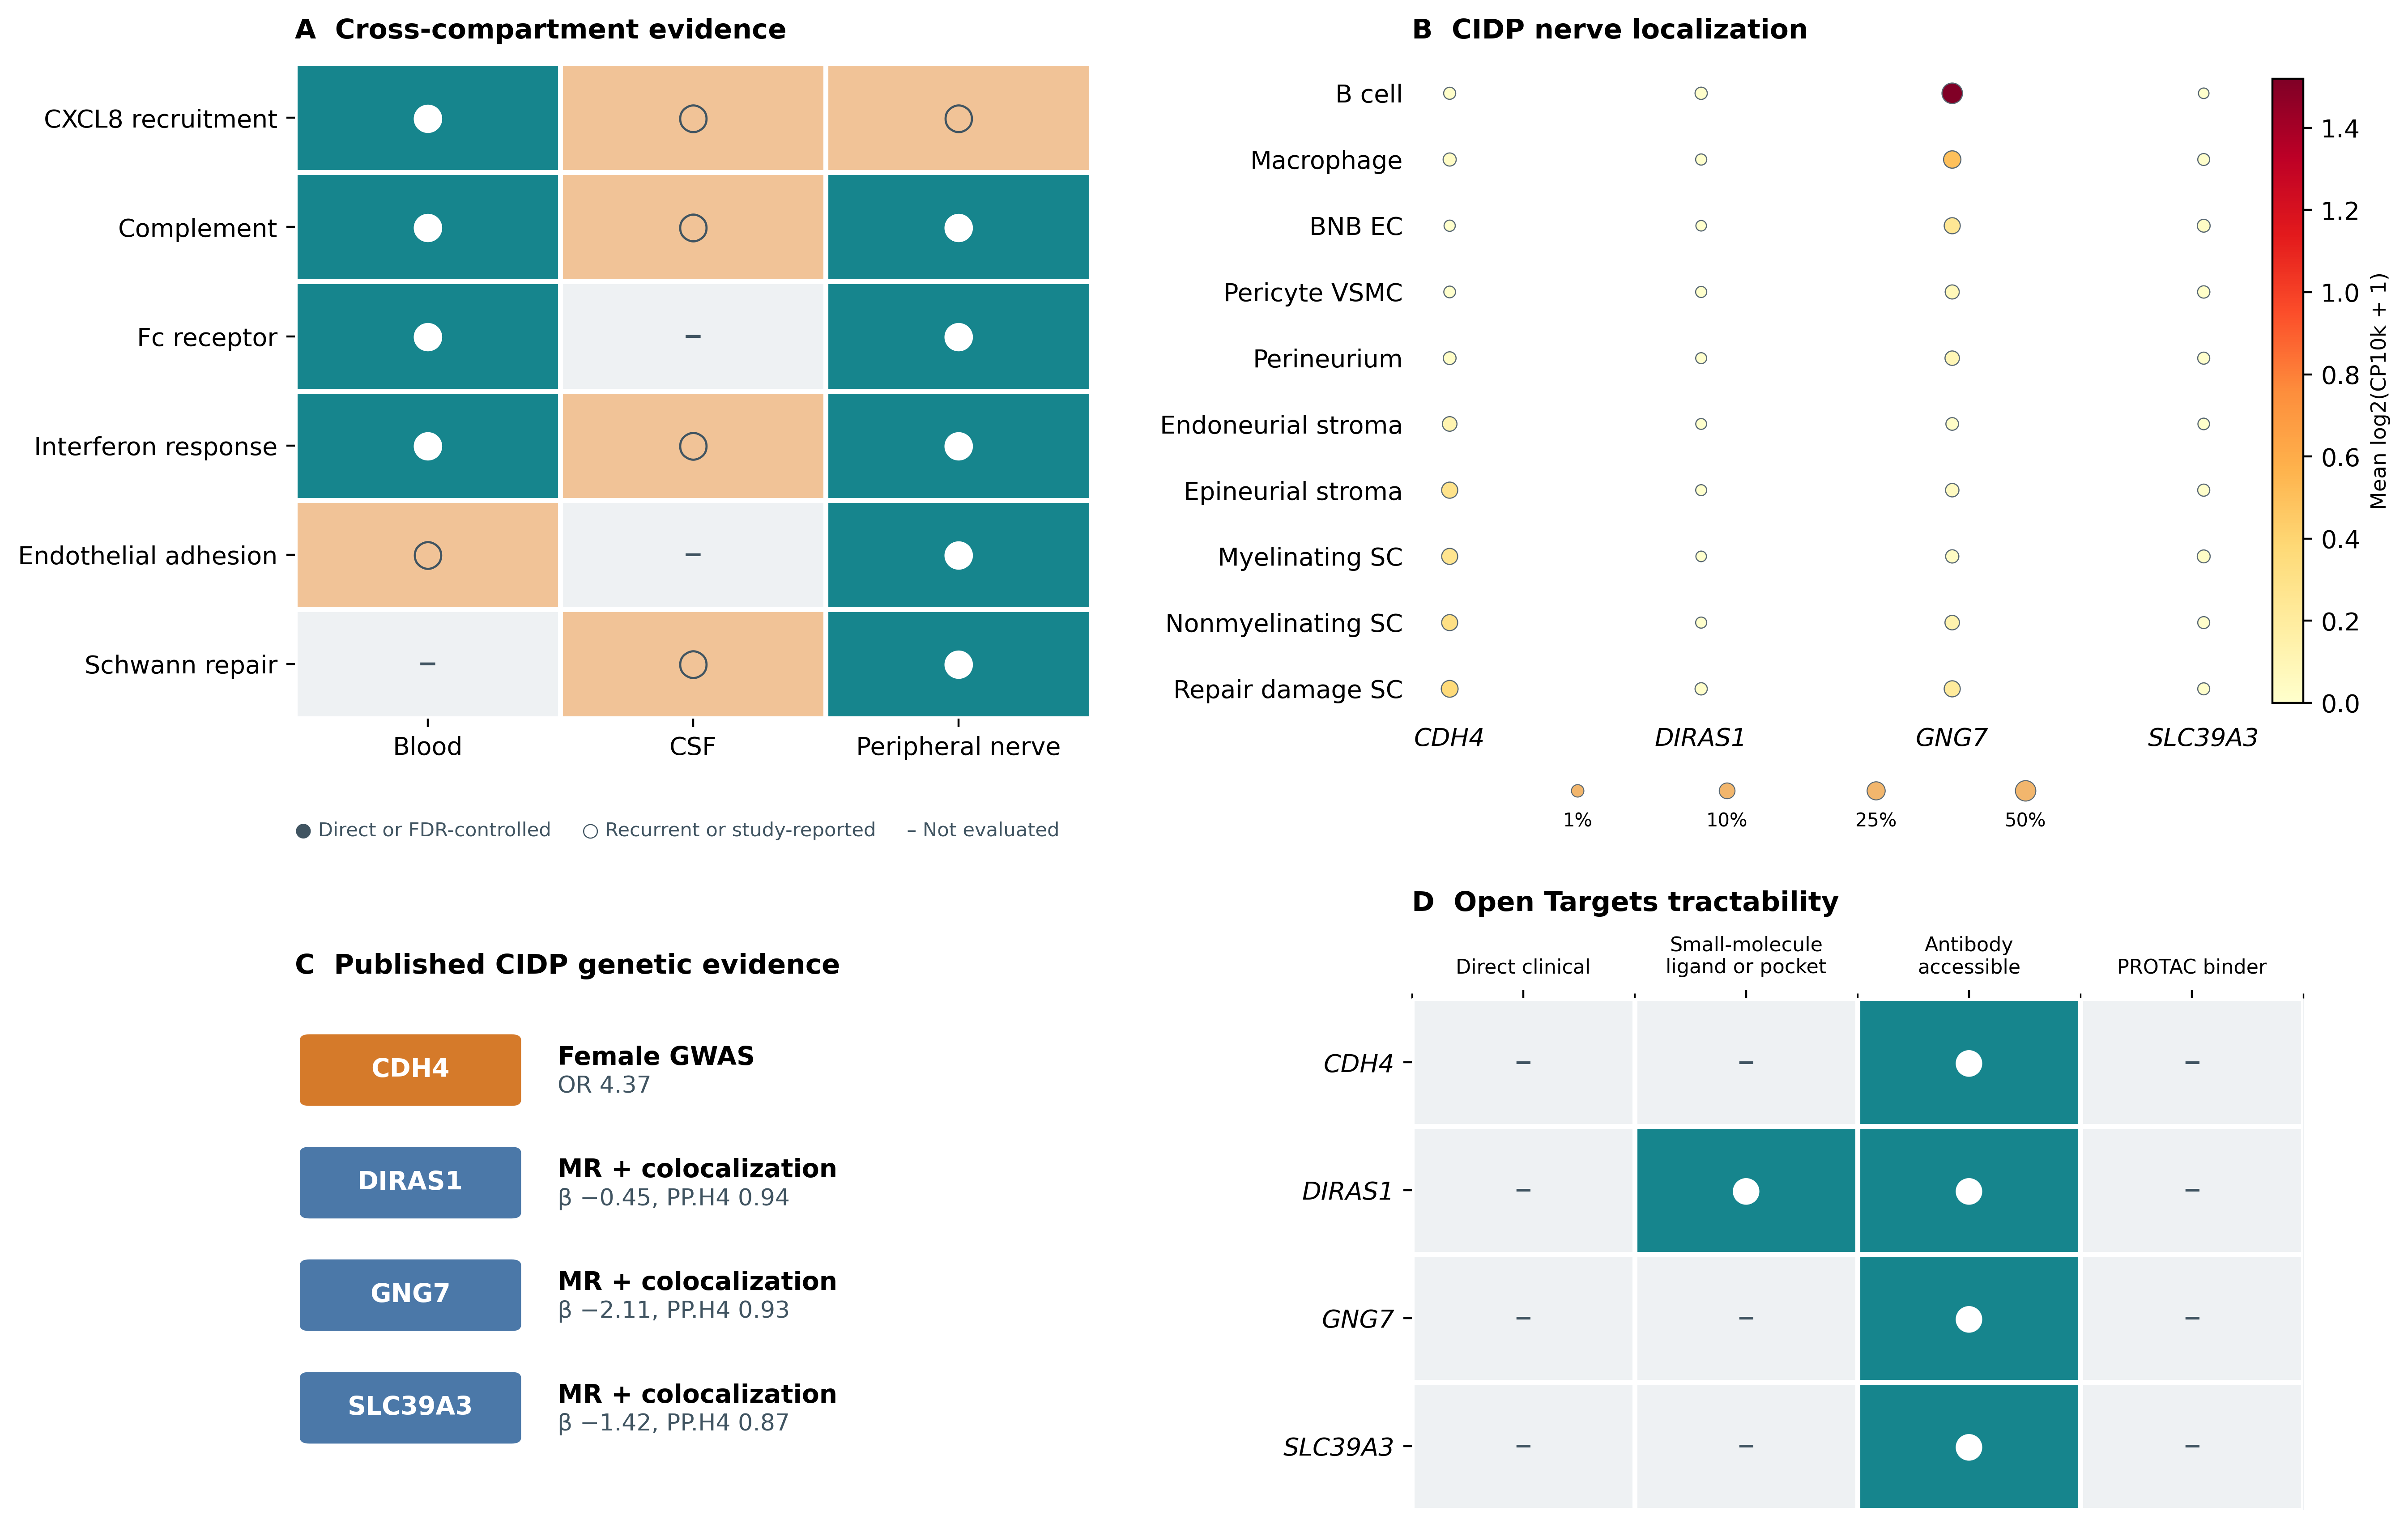 A Cross-compartment evidence
CXCL8 recruitment
Complement
Fc receptor
–
Interferon response
Endothelial adhesion
–
Schwann repair
–
Blood
CSF
Peripheral nerve
● Direct or FDR-controlled
○ Recurrent or study-reported
– Not evaluated
B CIDP nerve localization
B cell
Macrophage
BNB EC
Pericyte VSMC
Perineurium
Endoneurial stroma
Epineurial stroma
Myelinating SC
Nonmyelinating SC
Repair damage SC
CDH4
DIRAS1
GNG7
SLC39A3
1%
10%
25%
50%
1.4
1.2
1.0
0.8
0.6
0.4
0.2
0.0
Mean log2(CP10k + 1)
C Published CIDP genetic evidence
CDH4
Female GWAS
OR 4.37
DIRAS1
MR + colocalization
β −0.45, PP.H4 0.94
GNG7
MR + colocalization
β −2.11, PP.H4 0.93
SLC39A3
MR + colocalization
β −1.42, PP.H4 0.87
D Open Targets tractability
Direct clinical
Small-molecule
ligand or pocket
Antibody
accessible
PROTAC binder
CDH4
– – –
DIRAS1
– –
GNG7
– – –
SLC39A3
– – –